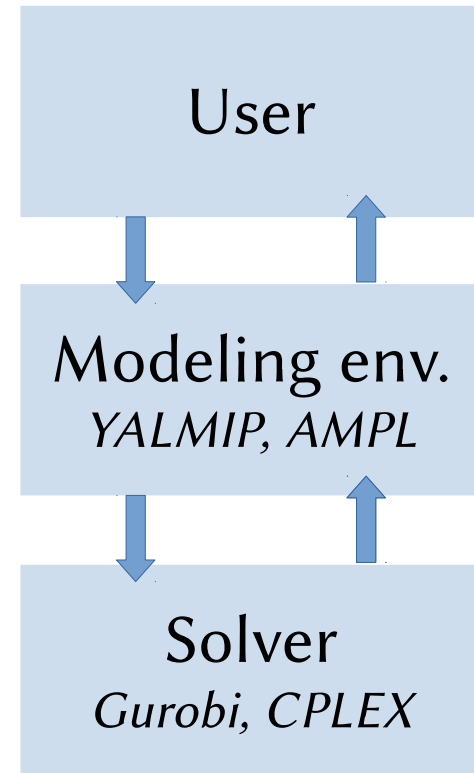 User
Modeling env.
YALMIP, AMPL
Solver
Gurobi, CPLEX